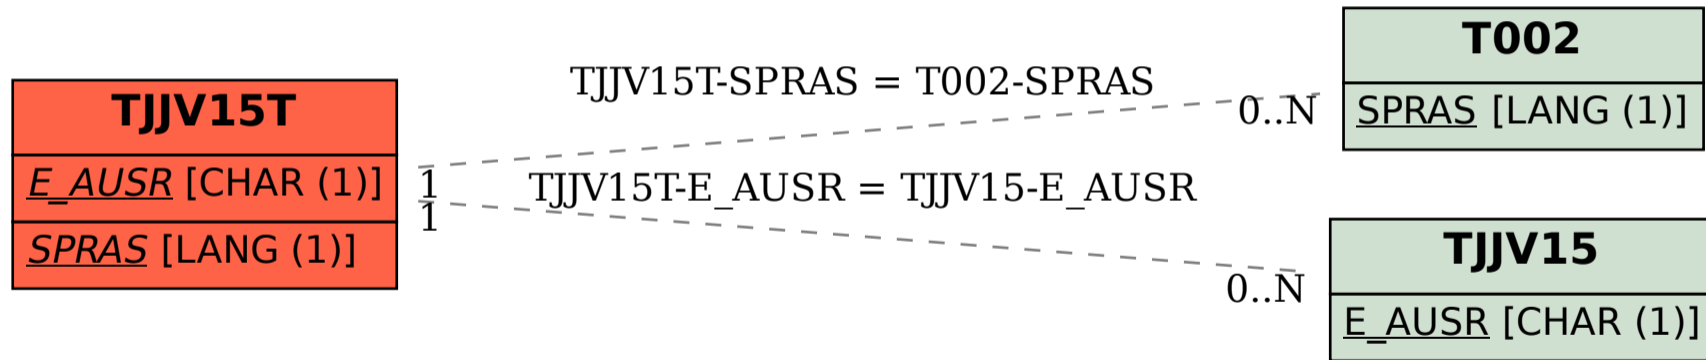 TJJV15T
E_AUSR [CHAR (1)]
SPRAS [LANG (1)]
TJJV15T-SPRAS = T002-SPRAS
1
0..N
TJJV15T-E_AUSR = TJJV15-E_AUSR
1
0..N
T002
SPRAS [LANG (1)]
TJJV15
E_AUSR [CHAR (1)]